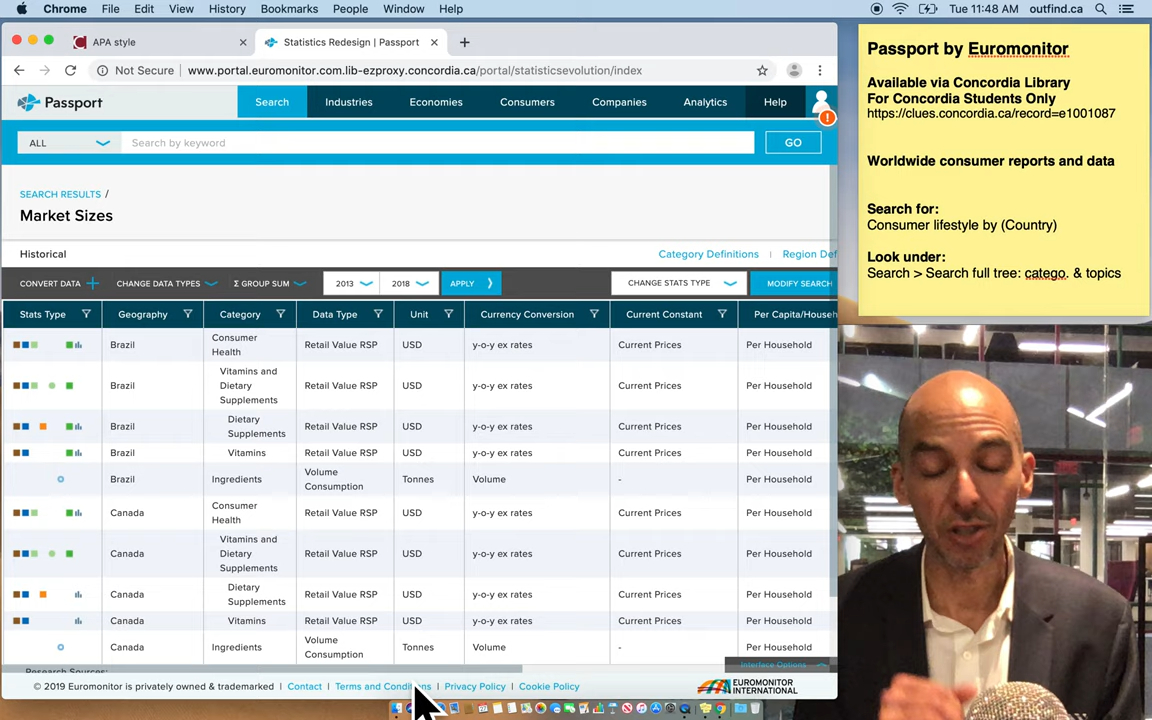 Chrome File Edit View History Bookmarks People Window Help Tue 11:48 AM outfind.ca
APA style
Statistics Redesign | Passport
Not Secure | www.portal.euromonitor.com.lib-ezproxy.concordia.ca/portal/statisticsevolution/index
Passport Search Industries Economies Consumers Companies Analytics Help
!
ALL Search by keyword GO
SEARCH RESULTS /
Market Sizes
Historical Category Definitions | Region Def
CONVERT DATA CHANGE DATA TYPES Σ GROUP SUM 2013 2018 APPLY CHANGE STATS TYPE MODIFY SEARCH
Stats Type Geography Category Data Type Unit Currency Conversion Current Constant Per Capita/Househ
Brazil Consumer Health Retail Value RSP USD y-o-y ex rates Current Prices Per Household
Brazil Vitamins and Dietary Supplements Retail Value RSP USD y-o-y ex rates Current Prices Per Household
Brazil Dietary Supplements Retail Value RSP USD y-o-y ex rates Current Prices Per Household
Brazil Vitamins Retail Value RSP USD y-o-y ex rates Current Prices Per Household
Brazil Ingredients Volume Consumption Tonnes Volume - Per Household
Canada Consumer Health Retail Value RSP USD y-o-y ex rates Current Prices Per Household
Canada Vitamins and Dietary Supplements Retail Value RSP USD y-o-y ex rates Current Prices Per Household
Canada Dietary Supplements Retail Value RSP USD y-o-y ex rates Current Prices Per Household
Canada Vitamins Retail Value RSP USD y-o-y ex rates Current Prices Per Household
Canada Ingredients Volume Consumption Tonnes Volume - Per Household
Research Sources:
Interface Options
© 2019 Euromonitor is privately owned & trademarked | Contact | Terms and Conditions | Privacy Policy | Cookie Policy
EUROMONITOR
INTERNATIONAL
Passport by Euromonitor
Available via Concordia Library
For Concordia Students Only
https://clues.concordia.ca/record=e1001087
Worldwide consumer reports and data
Search for:
Consumer lifestyle by (Country)
Look under:
Search > Search full tree: catego. & topics